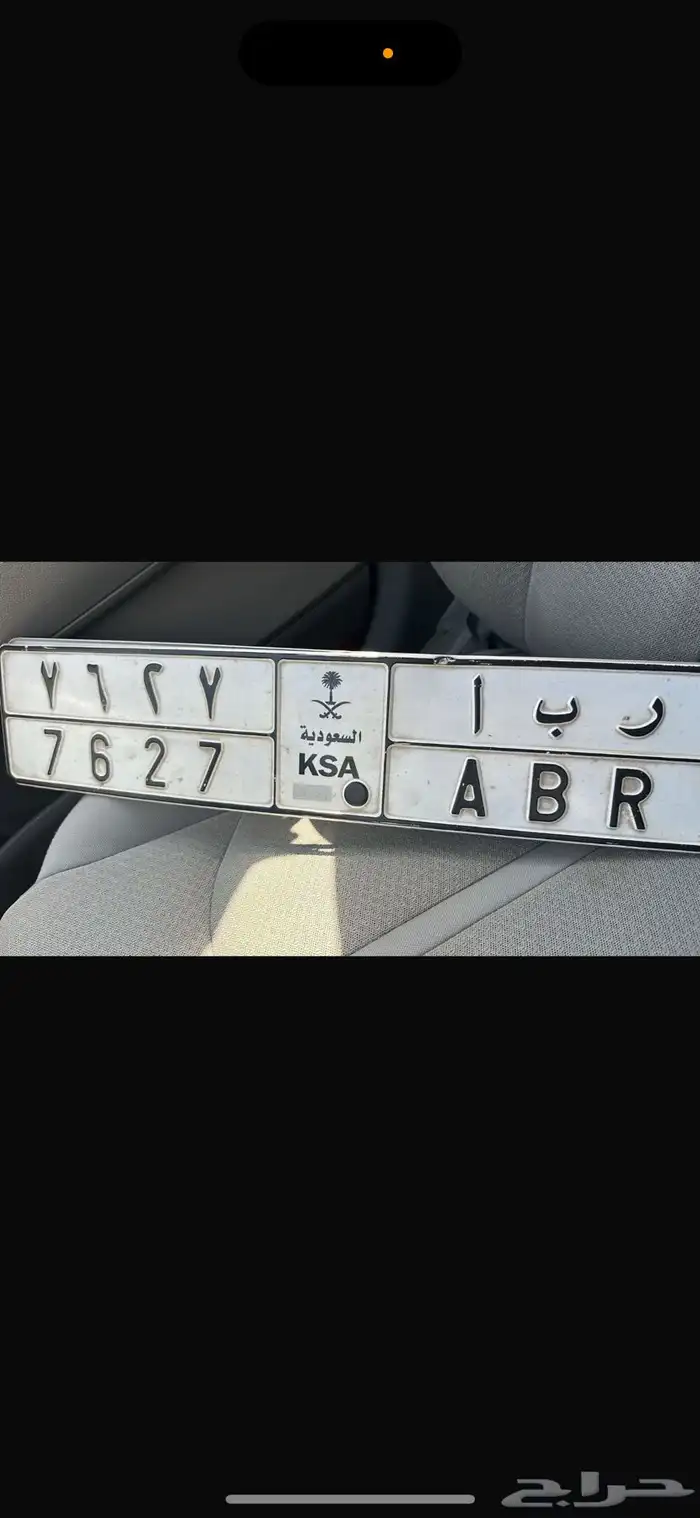 ٧٦٢٧
7627
السعودية
KSA
ر ب ا
ABR
حراج